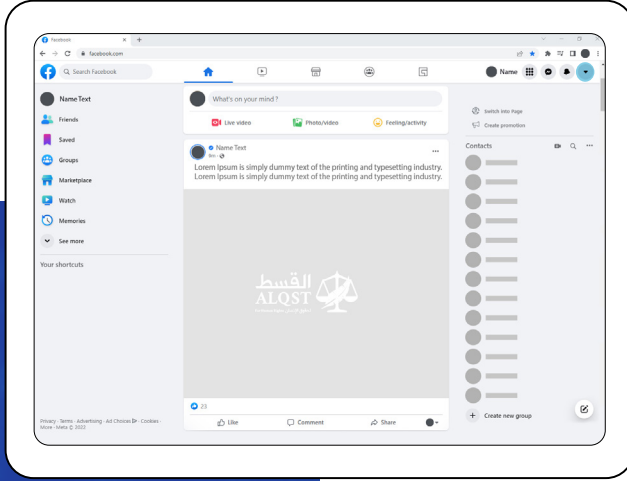 Facebook
facebook.com
Search Facebook
Name
Name Text
Friends
Saved
Groups
Marketplace
Watch
Memories
See more
Your shortcuts
Privacy · Terms · Advertising · Ad Choices · Cookies ·
More · Meta © 2022
What's on your mind ?
Live video
Photo/video
Feeling/activity
Name Text
Lorem Ipsum is simply dummy text of the printing and typesetting industry.
Lorem Ipsum is simply dummy text of the printing and typesetting industry.
القسط
ALQST
23
Like
Comment
Share
Switch into Page
Create promotion
Contacts
Create new group